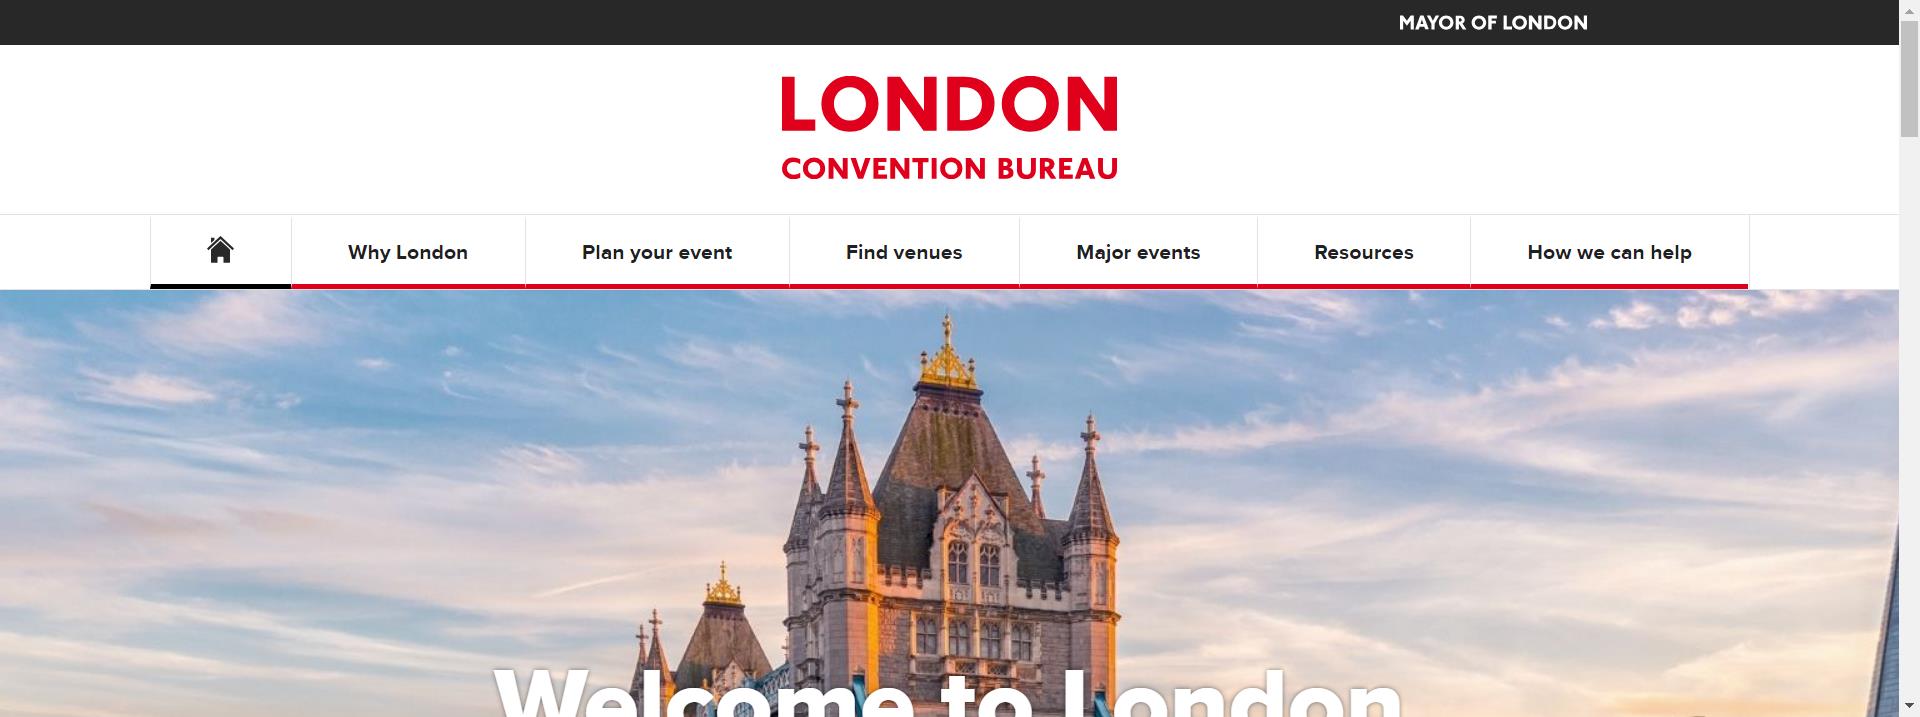 MAYOR OF LONDON
LONDON
CONVENTION BUREAU
Why London
Plan your event
Find venues
Major events
Resources
How we can help
Welcome to London